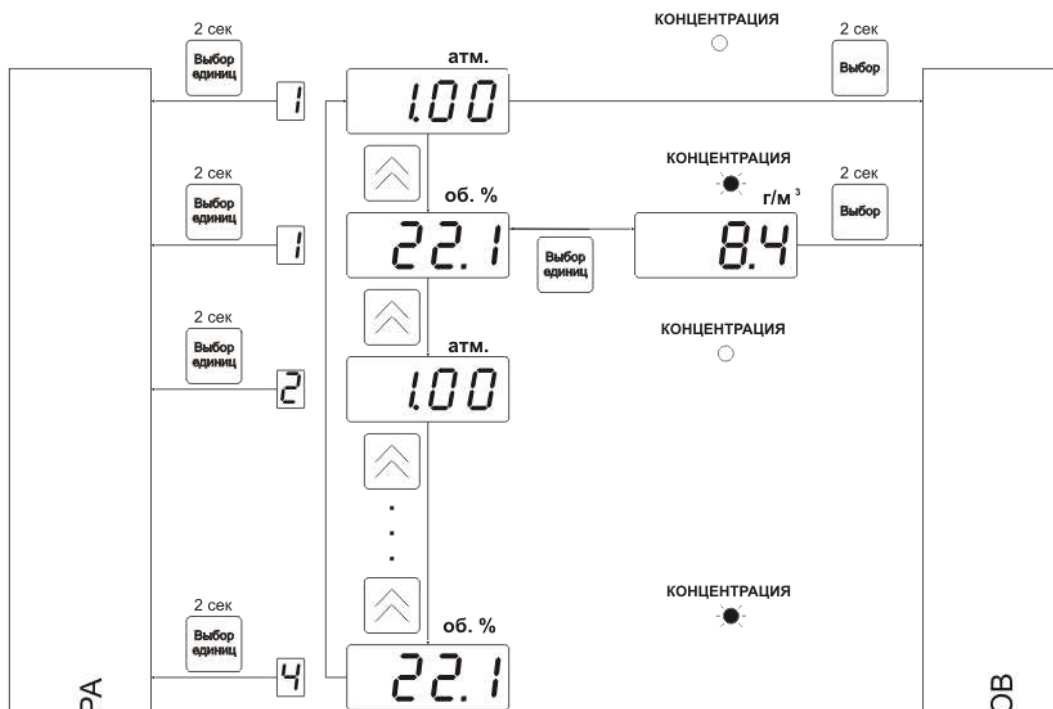 КОНЦЕНТРАЦИЯ
2 сек
2 сек
Выбор
единиц
атм.
Выбор
1
1.00
2 сек
КОНЦЕНТРАЦИЯ
2 сек
Выбор
единиц
об. %
г/м³
Выбор
1
22.1
Выбор
единиц
8.4
2 сек
КОНЦЕНТРАЦИЯ
Выбор
единиц
атм.
2
1.00
2 сек
КОНЦЕНТРАЦИЯ
Выбор
единиц
об. %
4
22.1
РА
ОВ